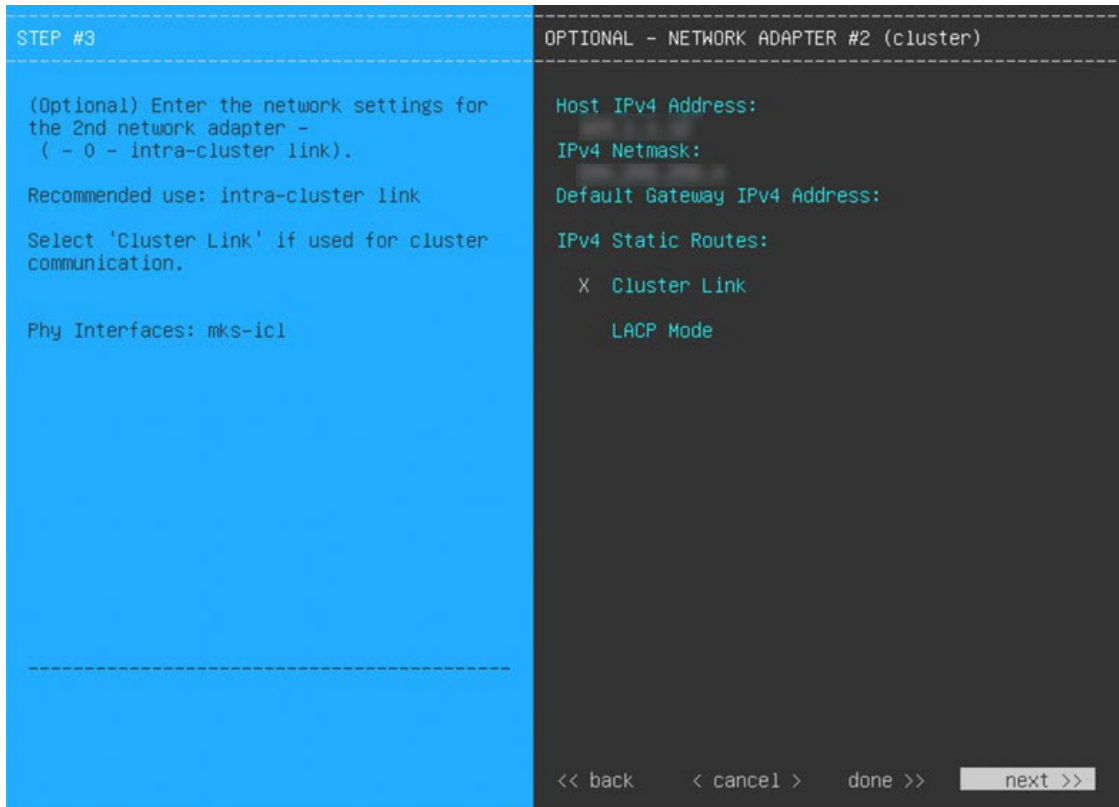 STEP #3
(Optional) Enter the network settings for
the 2nd network adapter -
( - 0 - intra-cluster link).
Recommended use: intra-cluster link
Select 'Cluster Link' if used for cluster
communication.
Phy Interfaces: mks-icl
OPTIONAL - NETWORK ADAPTER #2 (cluster)
Host IPv4 Address:
IPv4 Netmask:
Default Gateway IPv4 Address:
IPv4 Static Routes:
X Cluster Link
LACP Mode
<< back < cancel > done >> next >>